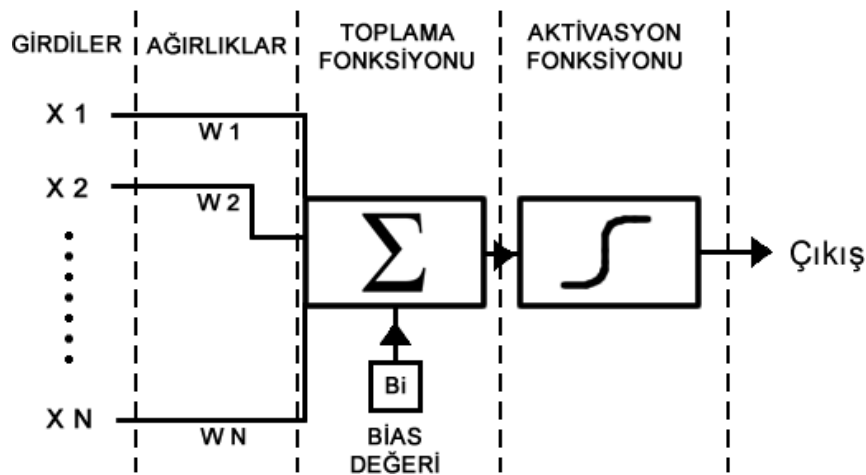 GİRDİLER
AĞIRLIKLAR
TOPLAMA
FONKSİYONU
AKTİVASYON
FONKSİYONU
X 1
W 1
X 2
W 2
Σ
Çıkış
Bi
X N
W N
BİAS
DEĞERİ